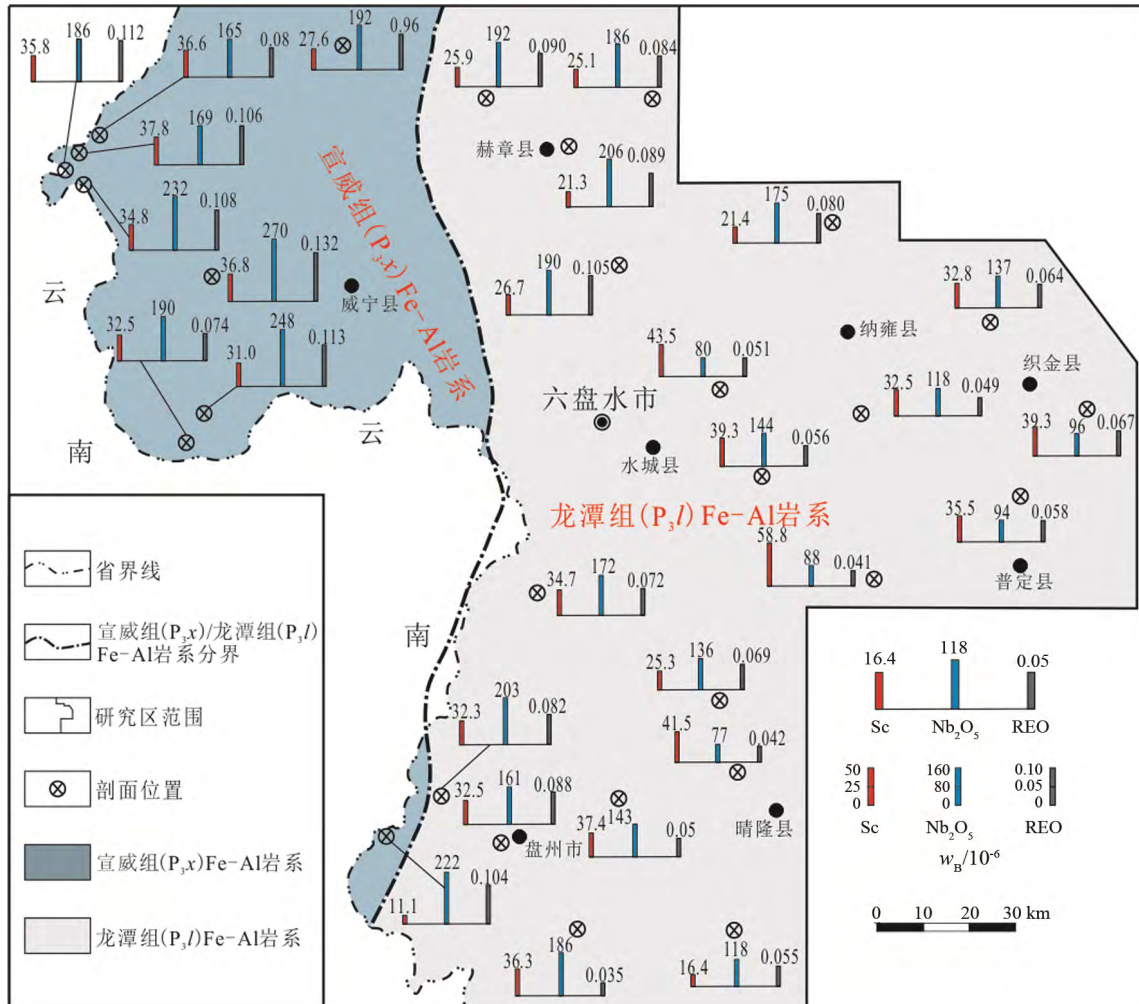 35.8 186 0.112
36.6 165 0.08
27.6 192 0.96
25.9 192 0.090
25.1 186 0.084
37.8 169 0.106
赫章县
21.3 206 0.089
34.8 232 0.108
21.4 175 0.080
宣威组(P₃x)Fe-Al岩系
36.8 270 0.132
威宁县
26.7 190 0.105
32.8 137 0.064
云
32.5 190 0.074
31.0 248 0.113
43.5 80 0.051
纳雍县
织金县
32.5 118 0.049
六盘水市
南
云
水城县
39.3 144 0.056
39.3 96 0.067
龙潭组(P₃l)Fe-Al岩系
35.5 94 0.058
普定县
58.8 88 0.041
34.7 172 0.072
南
25.3 136 0.069
32.3 203 0.082
41.5 77 0.042
32.5 161 0.088
盘州市
37.4 143 0.05
晴隆县
11.1 222 0.104
36.3 186 0.035
16.4 118 0.055
省界线
宣威组(P₃x)/龙潭组(P₃l)
Fe-Al岩系分界
研究区范围
剖面位置
宣威组(P₃x)Fe-Al岩系
龙潭组(P₃l)Fe-Al岩系
16.4 118 0.05
Sc Nb₂O₅ REO
50 160 0.10
25 80 0.05
0 0 0
Sc Nb₂O₅ REO
w_B/10⁻⁶
0 10 20 30 km